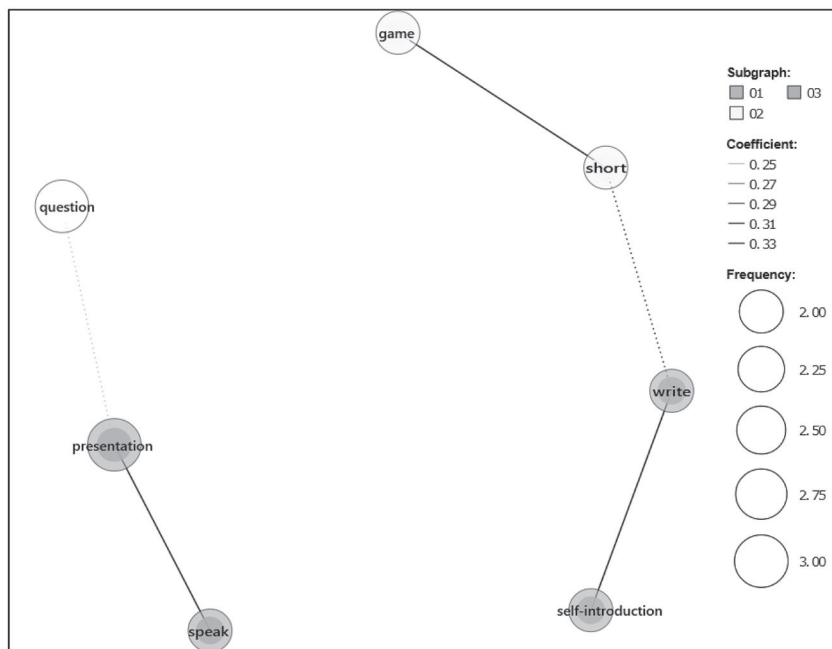 game
short
question
write
presentation
self-introduction
speak
Subgraph:
01 03
02
Coefficient:
0.25
0.27
0.29
0.31
0.33
Frequency:
2.00
2.25
2.50
2.75
3.00